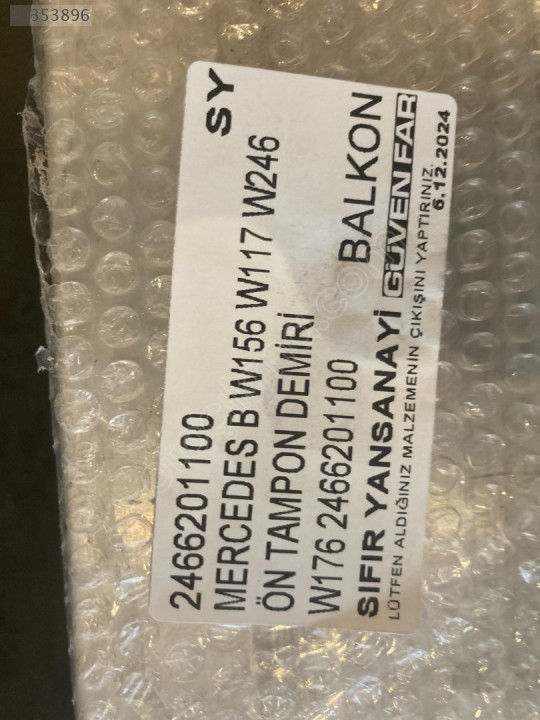 353896
2466201100 SY
MERCEDES B W156 W117 W246
ÖN TAMPON DEMİRİ
W176 2466201100 BALKON
SIFIR YANSANAYİ GÜVENFAR
LÜTFEN ALDIĞINIZ MALZEMENİN ÇIKIŞINI YAPTIRINIZ. 6.12.2024